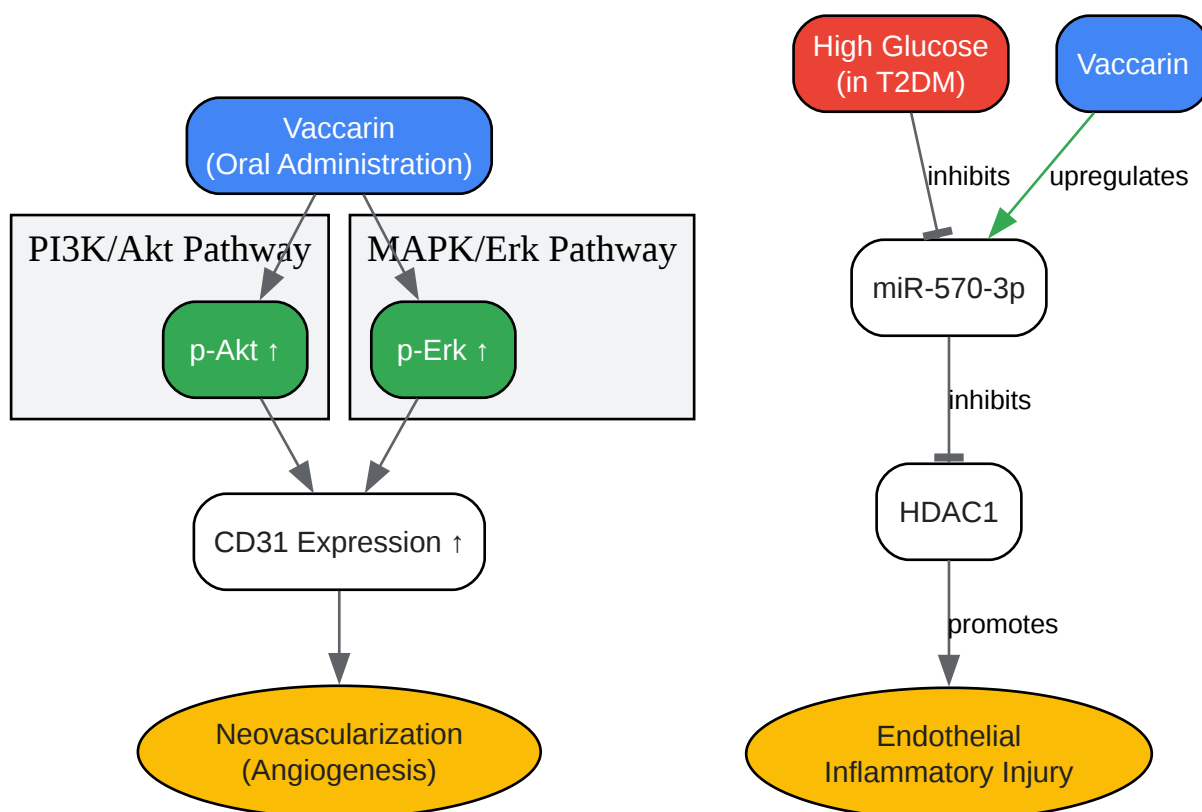 Vaccarin
(Oral Administration)
PI3K/Akt Pathway
MAPK/Erk Pathway
p-Akt ↑
p-Erk ↑
CD31 Expression ↑
Neovascularization
(Angiogenesis)
High Glucose
(in T2DM)
Vaccarin
inhibits
upregulates
miR-570-3p
inhibits
HDAC1
promotes
Endothelial
Inflammatory Injury